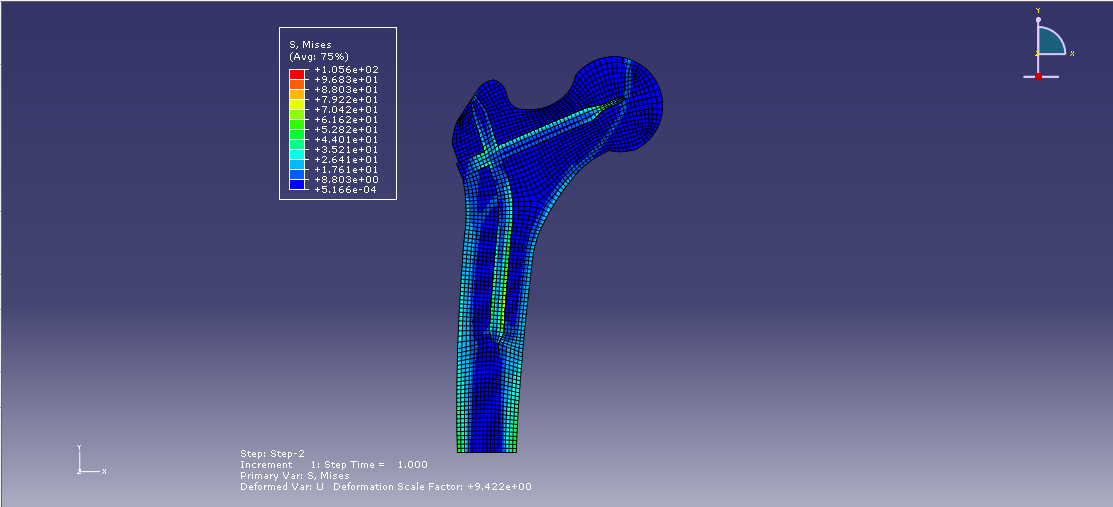 S, Mises
(Avg: 75%)
+1.056e+02
+9.683e+01
+8.803e+01
+7.922e+01
+7.042e+01
+6.162e+01
+5.282e+01
+4.401e+01
+3.521e+01
+2.641e+01
+1.761e+01
+8.803e+00
+5.166e-04
Y
X
Z
Y
Z X
Step: Step-2
Increment 1: Step Time = 1.000
Primary Var: S, Mises
Deformed Var: U Deformation Scale Factor: +9.422e+00